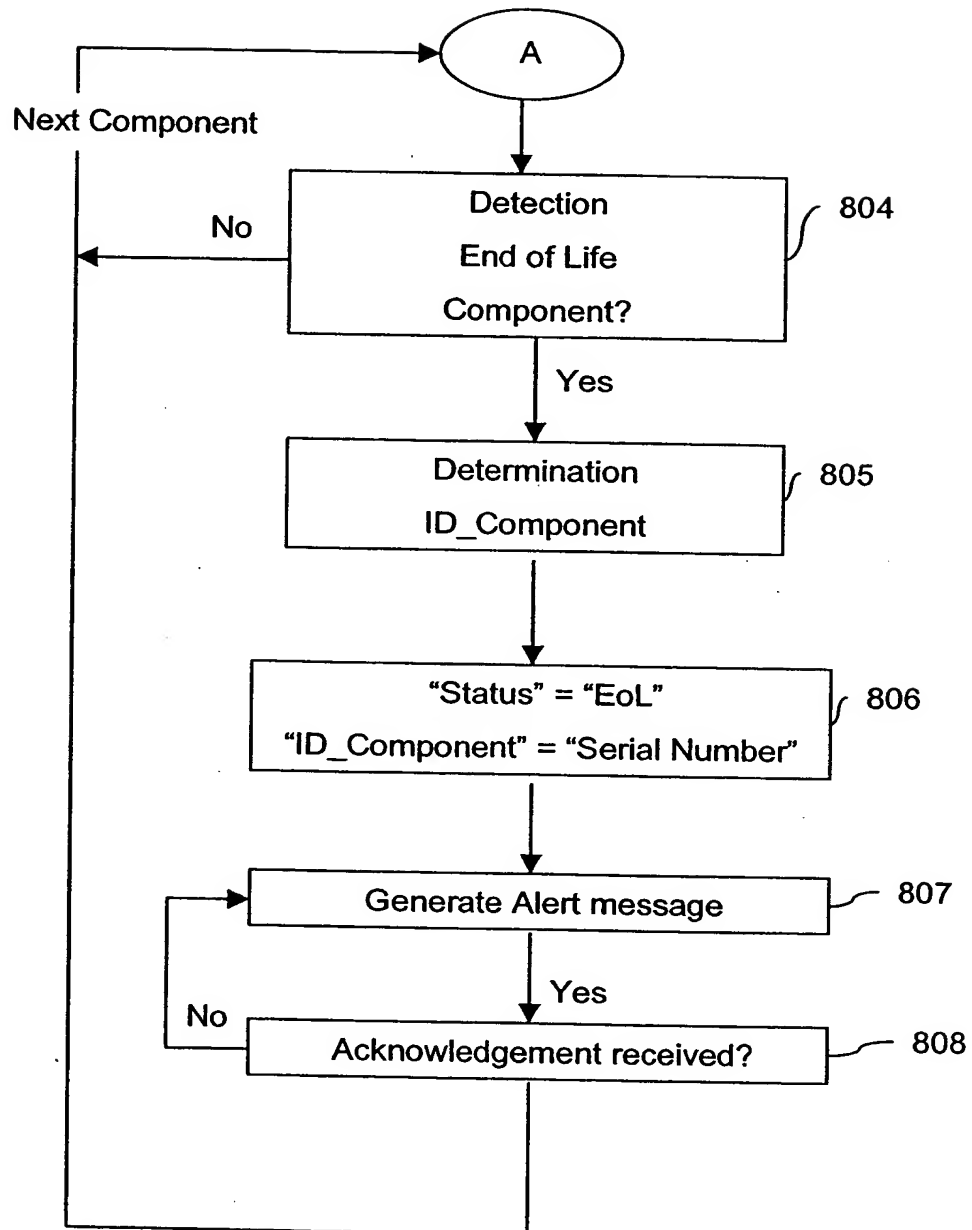 A
Next Component
Detection
End of Life
Component?
804
No
Yes
Determination
ID_Component
805
“Status” = “EoL”
“ID_Component” = “Serial Number”
806
Generate Alert message
807
Yes
No
Acknowledgement received?
808